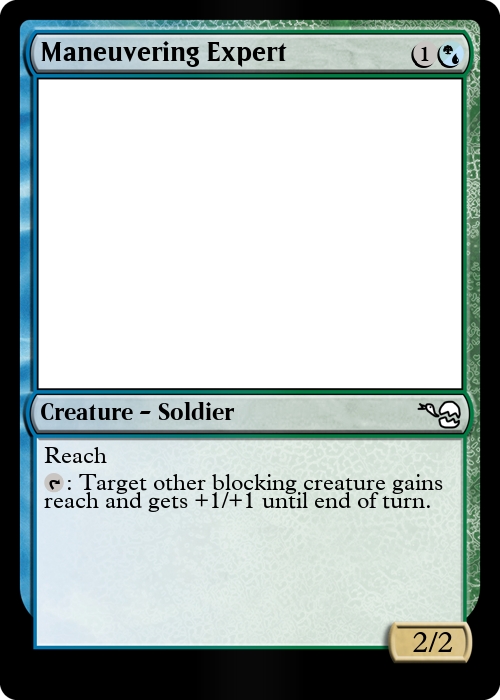 Maneuvering Expert 1
Creature – Soldier
Reach
: Target other blocking creature gains
reach and gets +1/+1 until end of turn.
2/2